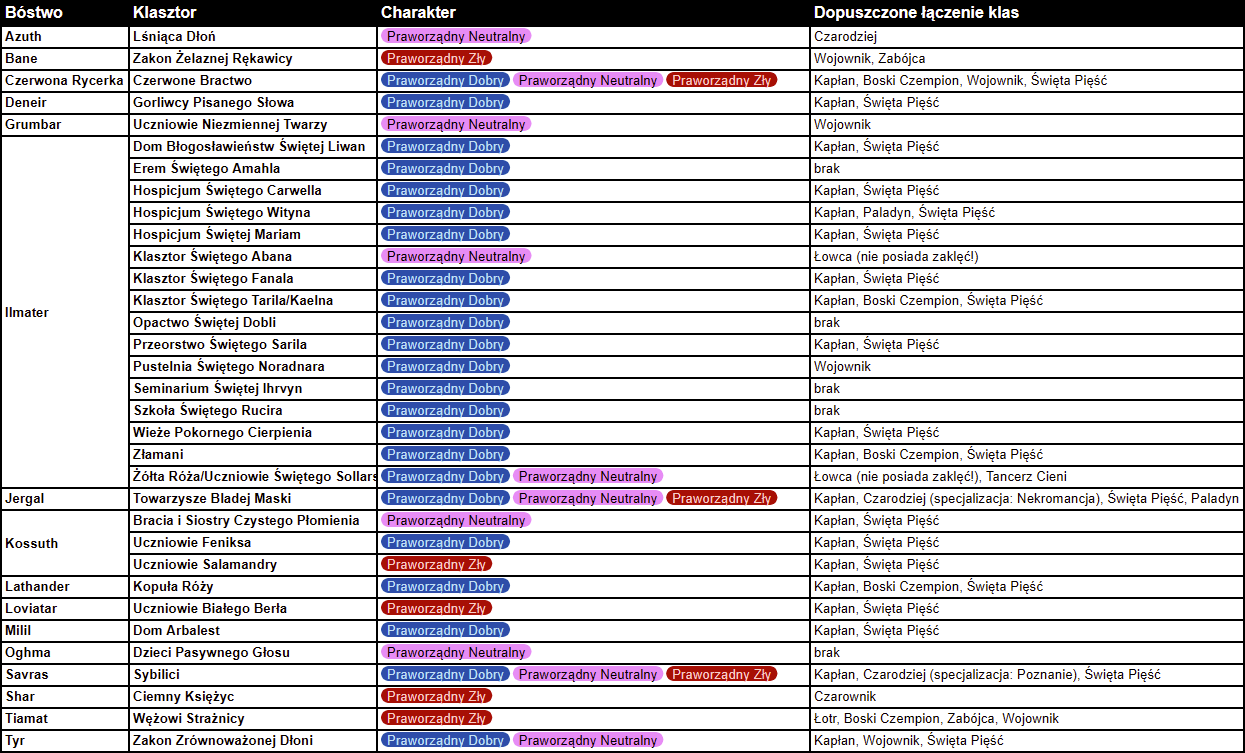 Bóstwo Klasztor Charakter Dopuszczone łączenie klas
Azuth Lśniąca Dłoń Praworządny Neutralny Czarodziej
Bane Zakon Żelaznej Rękawicy Praworządny Zły Wojownik, Zabójca
Czerwona Rycerka Czerwone Bractwo Praworządny Dobry Praworządny Neutralny Praworządny Zły Kapłan, Boski Czempion, Wojownik, Święta Pięść
Deneir Gorliwcy Pisanego Słowa Praworządny Dobry Kapłan, Święta Pięść
Grumbar Uczniowie Niezmiennej Twarzy Praworządny Neutralny Wojownik
Ilmater Dom Błogosławieństw Świętej Liwan Praworządny Dobry Kapłan, Święta Pięść
Erem Świętego Amahla Praworządny Dobry brak
Hospicjum Świętego Carwella Praworządny Dobry Kapłan, Święta Pięść
Hospicjum Świętego Wityna Praworządny Dobry Kapłan, Paladyn, Święta Pięść
Hospicjum Świętej Mariam Praworządny Dobry Kapłan, Święta Pięść
Klasztor Świętego Abana Praworządny Neutralny Łowca (nie posiada zaklęć!)
Klasztor Świętego Fanala Praworządny Dobry Kapłan, Święta Pięść
Klasztor Świętego Tarila/Kaelna Praworządny Dobry Kapłan, Boski Czempion, Święta Pięść
Opactwo Świętej Dobli Praworządny Dobry brak
Przeorstwo Świętego Sarila Praworządny Dobry Kapłan, Święta Pięść
Pustelnia Świętego Noradnara Praworządny Dobry Wojownik
Seminarium Świętej Ihrvyn Praworządny Dobry brak
Szkoła Świętego Rucira Praworządny Dobry brak
Wieże Pokornego Cierpienia Praworządny Dobry Kapłan, Święta Pięść
Złamani Praworządny Dobry Kapłan, Boski Czempion, Święta Pięść
Żółta Róża/Uczniowie Świętego Sollars Praworządny Dobry Praworządny Neutralny Łowca (nie posiada zaklęć!), Tancerz Cieni
Jergal Towarzysze Bladej Maski Praworządny Dobry Praworządny Neutralny Praworządny Zły Kapłan, Czarodziej (specjalizacja: Nekromancja), Święta Pięść, Paladyn
Kossuth Bracia i Siostry Czystego Płomienia Praworządny Neutralny Kapłan, Święta Pięść
Uczniowie Feniksa Praworządny Dobry Kapłan, Święta Pięść
Uczniowie Salamandry Praworządny Zły Kapłan, Święta Pięść
Lathander Kopuła Róży Praworządny Dobry Kapłan, Boski Czempion, Święta Pięść
Loviatar Uczniowie Białego Berła Praworządny Zły Kapłan, Święta Pięść
Milil Dom Arbalest Praworządny Dobry Kapłan, Święta Pięść
Oghma Dzieci Pasywnego Głosu Praworządny Neutralny brak
Savras Sybilici Praworządny Dobry Praworządny Neutralny Praworządny Zły Kapłan, Czarodziej (specjalizacja: Poznanie), Święta Pięść
Shar Ciemny Księżyc Praworządny Zły Czarownik
Tiamat Wężowi Strażnicy Praworządny Zły Łotr, Boski Czempion, Zabójca, Wojownik
Tyr Zakon Zrównoważonej Dłoni Praworządny Dobry Praworządny Neutralny Kapłan, Wojownik, Święta Pięść